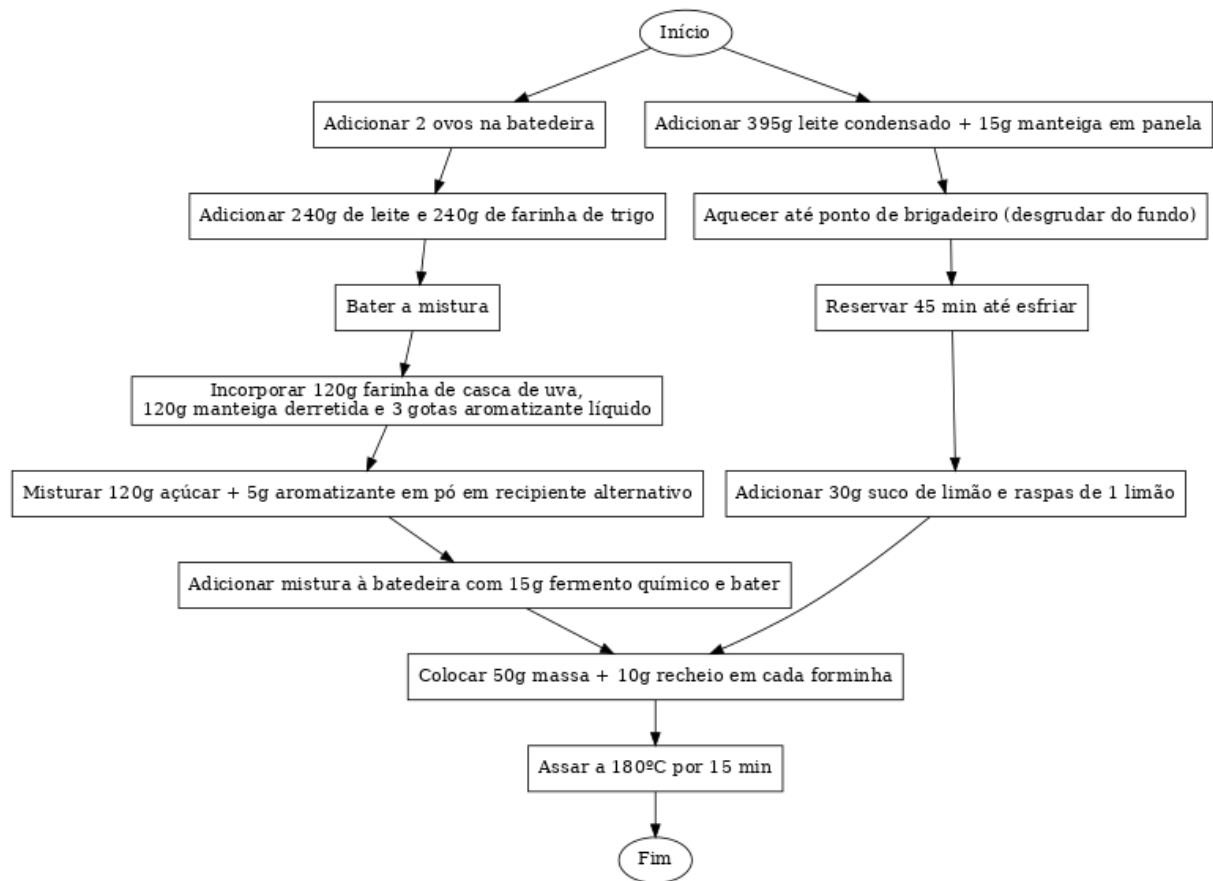 Início
Adicionar 2 ovos na batedeira
Adicionar 395g leite condensado + 15g manteiga em panela
Adicionar 240g de leite e 240g de farinha de trigo
Aquecer até ponto de brigadeiro (desgrudar do fundo)
Bater a mistura
Reservar 45 min até esfriar
Incorporar 120g farinha de casca de uva,
120g manteiga derretida e 3 gotas aromatizante líquido
Misturar 120g açúcar + 5g aromatizante em pó em recipiente alternativo
Adicionar 30g suco de limão e raspas de 1 limão
Adicionar mistura à batedeira com 15g fermento químico e bater
Colocar 50g massa + 10g recheio em cada forminha
Assar a 180ºC por 15 min
Fim